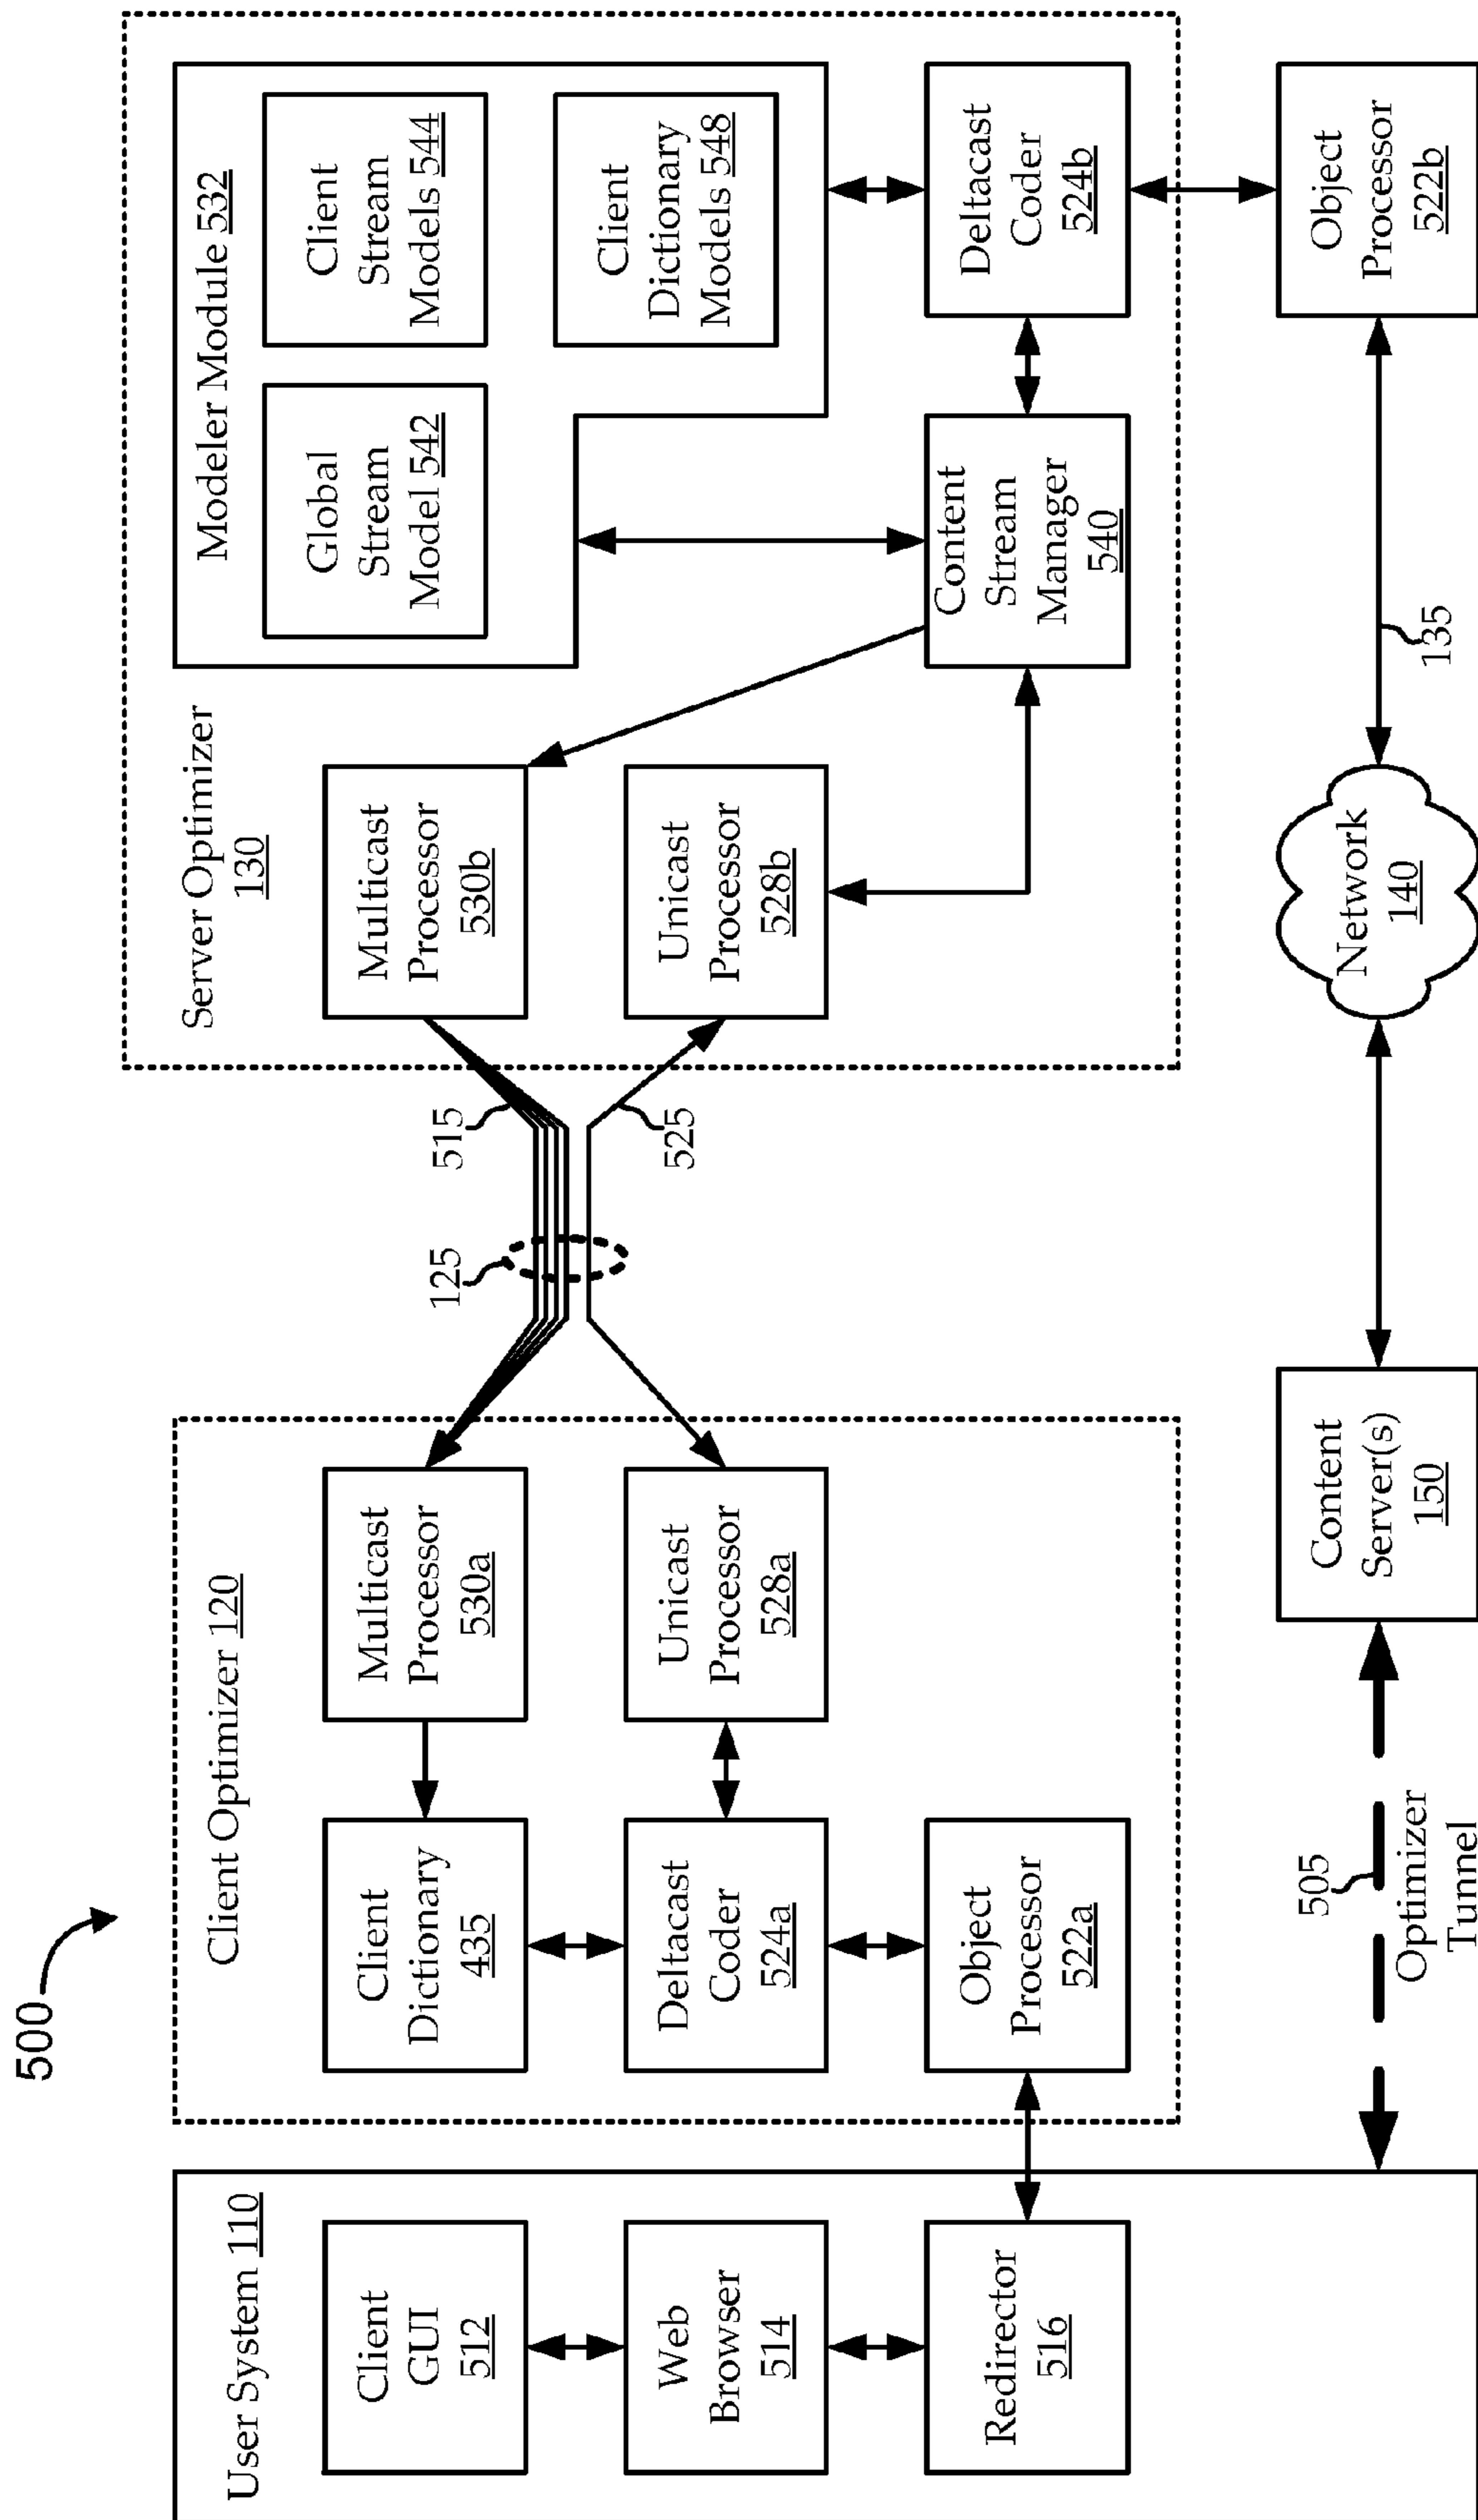 500
User System 110
Client
GUI
512
Web
Browser
514
Redirector
516
Client Optimizer 120
Client
Dictionary
435
Multicast
Processor
530a
Deltacast
Coder
524a
Unicast
Processor
528a
Object
Processor
522a
125
515
525
Server Optimizer
130
Multicast
Processor
530b
Unicast
Processor
528b
Modeler Module 532
Global
Stream
Model 542
Client
Stream
Models 544
Client
Dictionary
Models 548
Content
Stream
Manager
540
Deltacast
Coder
524b
505
Optimizer
Tunnel
Content
Server(s)
150
Network
140
135
Object
Processor
522b